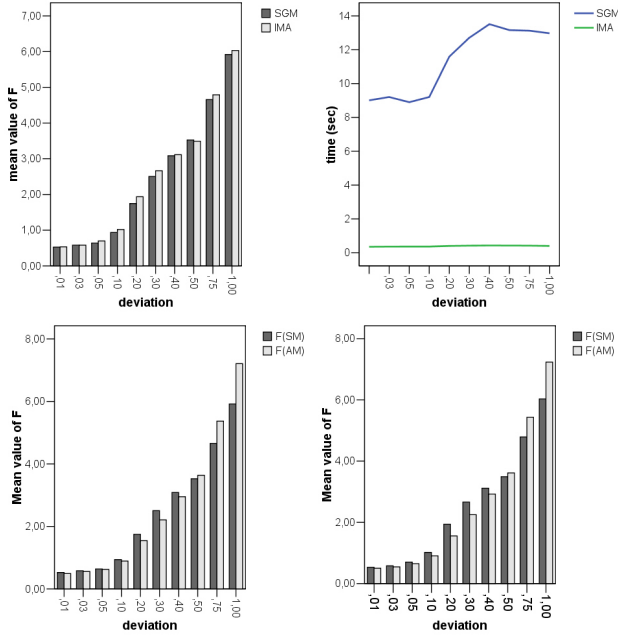 7,00
6,00
5,00
4,00
3,00
2,00
1,00
0,00
mean value of F
,01 ,03 ,05 ,10 ,20 ,30 ,40 ,50 ,75 1,00
deviation
SGM
IMA
14
12
10
8
6
4
2
0
time (sec)
,03 ,05 ,10 ,20 ,30 ,40 ,50 ,75 1,00
deviation
SGM
IMA
8,00
6,00
4,00
2,00
0,00
Mean value of F
,01 ,03 ,05 ,10 ,20 ,30 ,40 ,50 ,75 1,00
deviation
F(SM)
F(AM)
8,00
6,00
4,00
2,00
0,00
Mean value of F
,01 ,03 ,05 ,10 ,20 ,30 ,40 ,50 ,75 1,00
deviation
F(SM)
F(AM)